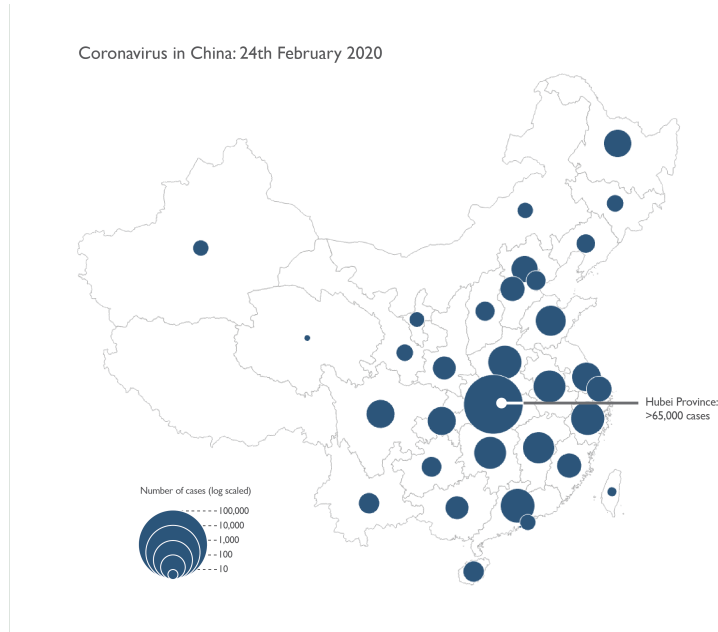 Coronavirus in China: 24th February 2020
Hubei Province:
>65,000 cases
Number of cases (log scaled)
100,000
10,000
1,000
100
10